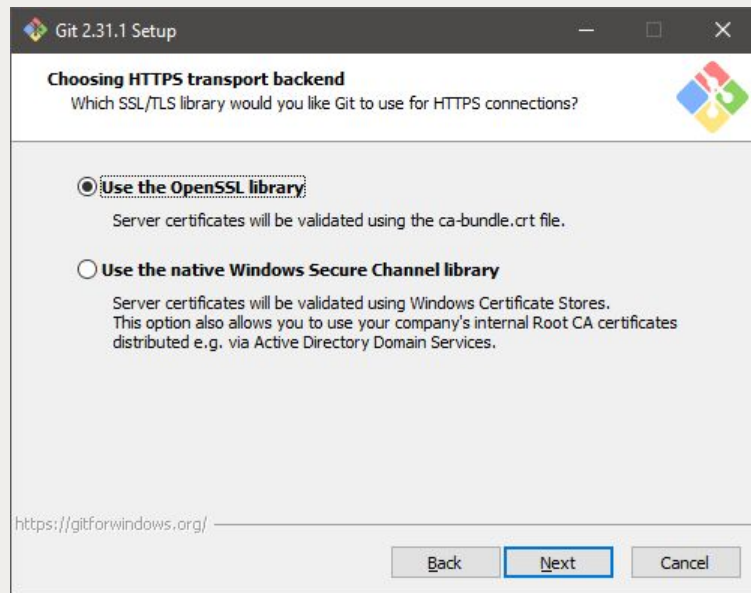 Git 2.31.1 Setup
Choosing HTTPS transport backend
Which SSL/TLS library would you like Git to use for HTTPS connections?
Use the OpenSSL library
Server certificates will be validated using the ca-bundle.crt file.
Use the native Windows Secure Channel library
Server certificates will be validated using Windows Certificate Stores.
This option also allows you to use your company's internal Root CA certificates
distributed e.g. via Active Directory Domain Services.
https://gitforwindows.org/
Back Next Cancel